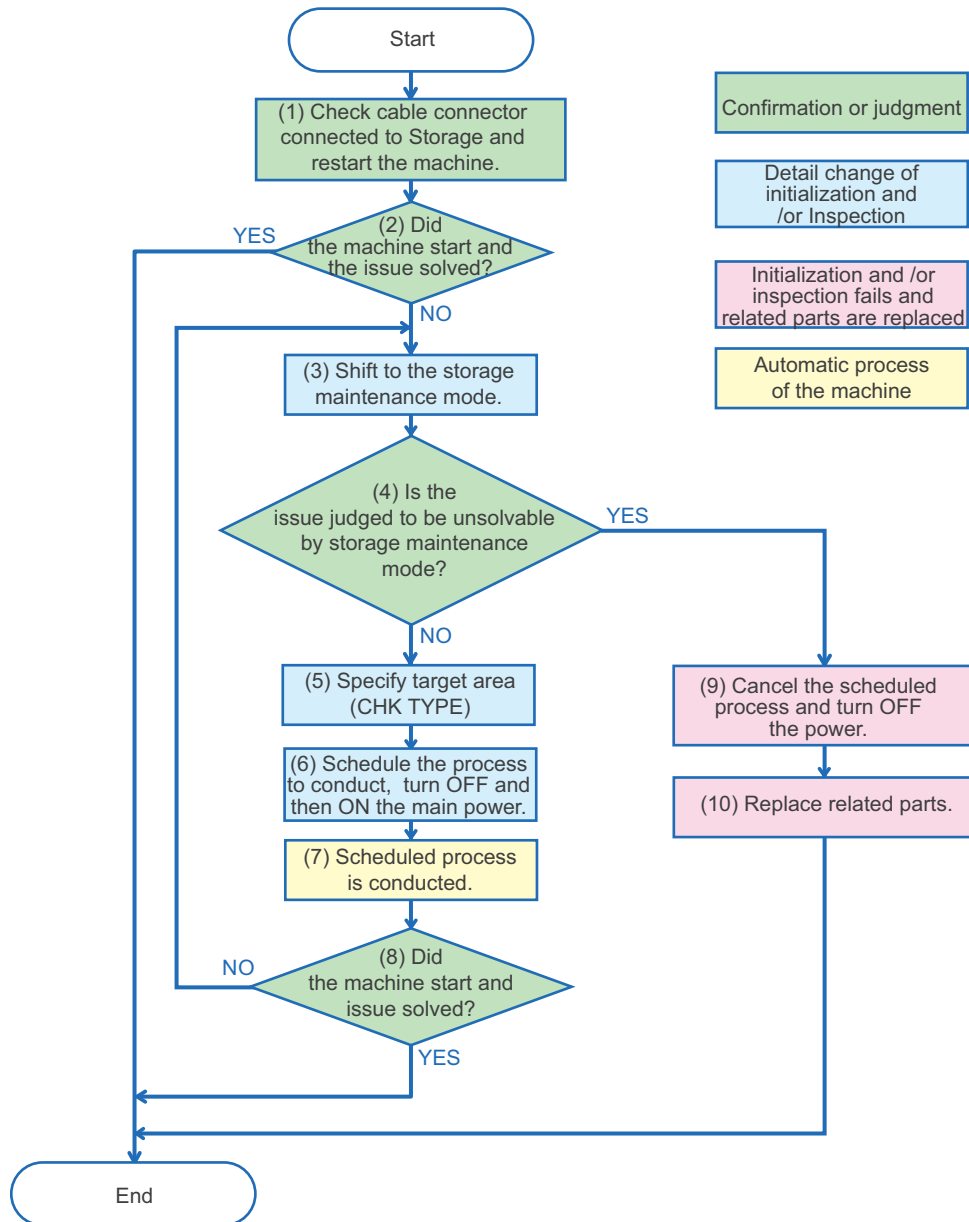 Start
(1) Check cable connector
connected to Storage and
restart the machine.
(2) Did
the machine start and
the issue solved?
YES
NO
(3) Shift to the storage
maintenance mode.
(4) Is the
issue judged to be unsolvable
by storage maintenance
mode?
YES
NO
(5) Specify target area
(CHK TYPE)
(6) Schedule the process
to conduct, turn OFF and
then ON the main power.
(7) Scheduled process
is conducted.
(8) Did
the machine start and
issue solved?
NO
YES
(9) Cancel the scheduled
process and turn OFF
the power.
(10) Replace related parts.
End
Confirmation or judgment
Detail change of
initialization and
/or Inspection
Initialization and /or
inspection fails and
related parts are replaced
Automatic process
of the machine